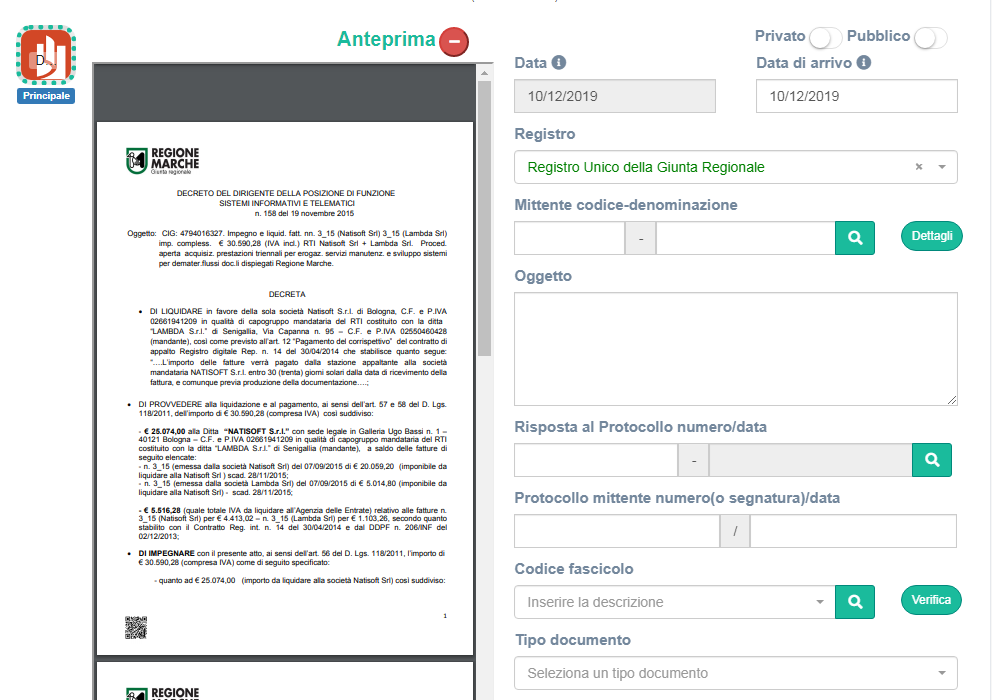 D...
Principale
Anteprima
REGIONE
MARCHE
Giunta regionale
DECRETO DEL DIRIGENTE DELLA POSIZIONE DI FUNZIONE
SISTEMI INFORMATIVI E TELEMATICI
n. 158 del 19 novembre 2015
Oggetto: CIG: 4794016327. Impegno e liquid. fatt. nn. 3_15 (Natisoft Srl) 3_15 (Lambda Srl)
imp. compless. € 30.590,28 (IVA incl.) RTI Natisoft Srl + Lambda Srl. Proced.
aperta acquisiz. prestazioni triennali per erogaz. servizi manutenz. e sviluppo sistemi
per demater.flussi doc.li dispiegati Regione Marche.
DECRETA
• DI LIQUIDARE in favore della sola società Natisoft S.r.l. di Bologna, C.F. e P.IVA
02661941209 in qualità di capogruppo mandataria del RTI costituito con la ditta
“LAMBDA S.r.l.” di Senigallia, Via Capanna n. 95 – C.F. e P.IVA 02550460428
(mandante), così come previsto all’art. 12 “Pagamento del corrispettivo” del contratto di
appalto Registro digitale Rep. n. 14 del 30/04/2014 che stabilisce quanto segue:
“….L’importo delle fatture verrà pagato dalla stazione appaltante alla società
mandataria NATISOFT S.r.l. entro 30 (trenta) giorni solari dalla data di ricevimento della
fattura, e comunque previa produzione della documentazione….;
• DI PROVVEDERE alla liquidazione e al pagamento, ai sensi dell’art. 57 e 58 del D. Lgs.
118/2011, dell’importo di € 30.590,28 (compresa IVA) così suddiviso:
- € 25.074,00 alla Ditta “NATISOFT S.r.l.” con sede legale in Galleria Ugo Bassi n. 1 –
40121 Bologna – C.F. e P.IVA 02661941209 in qualità di capogruppo mandataria del RTI
costituito con la ditta “LAMBDA S.r.l.” di Senigallia (mandante), a saldo delle fatture di
seguito elencate:
- n. 3_15 (emessa dalla società Natisoft Srl) del 07/09/2015 di € 20.059,20 (imponibile da
liquidare alla Natisoft Srl ) scad. 28/11/2015;
- n. 3_15 (emessa dalla società Lambda Srl) del 07/09/2015 di € 5.014,80 (imponibile da
liquidare alla Natisoft Srl) - scad. 28/11/2015;
- € 5.516,28 (quale totale IVA da liquidare all’Agenzia delle Entrate) relativo alle fatture n.
3_15 (Natisoft Srl) per € 4.413,02 – n. 3_15 (Lambda Srl) per € 1.103,26, secondo quanto
stabilito con il Contratto Reg. int. n. 14 del 30/04/2014 e dal DDPF n. 206/INF del
02/12/2013;
• DI IMPEGNARE con il presente atto, ai sensi dell’art. 56 del D. Lgs. 118/2011, l’importo di
€ 30.590,28 (compresa IVA) come di seguito specificato:
- quanto ad € 25.074,00 (importo da liquidare alla società Natisoft Srl) così suddiviso:
1
REGIONE
Privato Pubblico
Data Data di arrivo
10/12/2019 10/12/2019
Registro
Registro Unico della Giunta Regionale ×
Mittente codice-denominazione
- Dettagli
Oggetto
Risposta al Protocollo numero/data
-
Protocollo mittente numero(o segnatura)/data
/
Codice fascicolo
Inserire la descrizione Verifica
Tipo documento
Seleziona un tipo documento